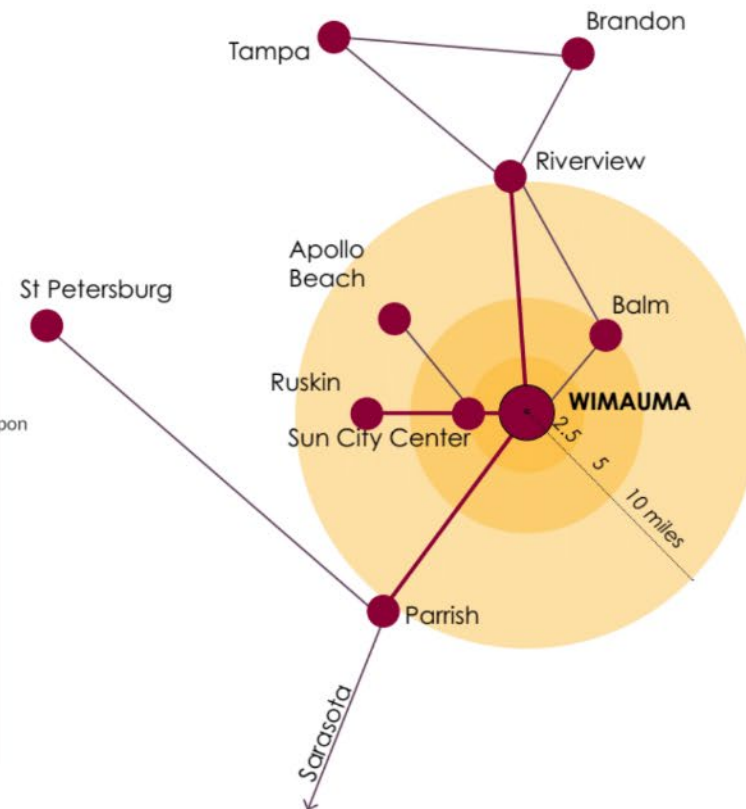 Brandon
Tampa
Riverview
Apollo
Beach
St Petersburg
Balm
Ruskin
WIMAUMA
pon
Sun City Center
2.5
5
10 miles
Parrish
Sarasota